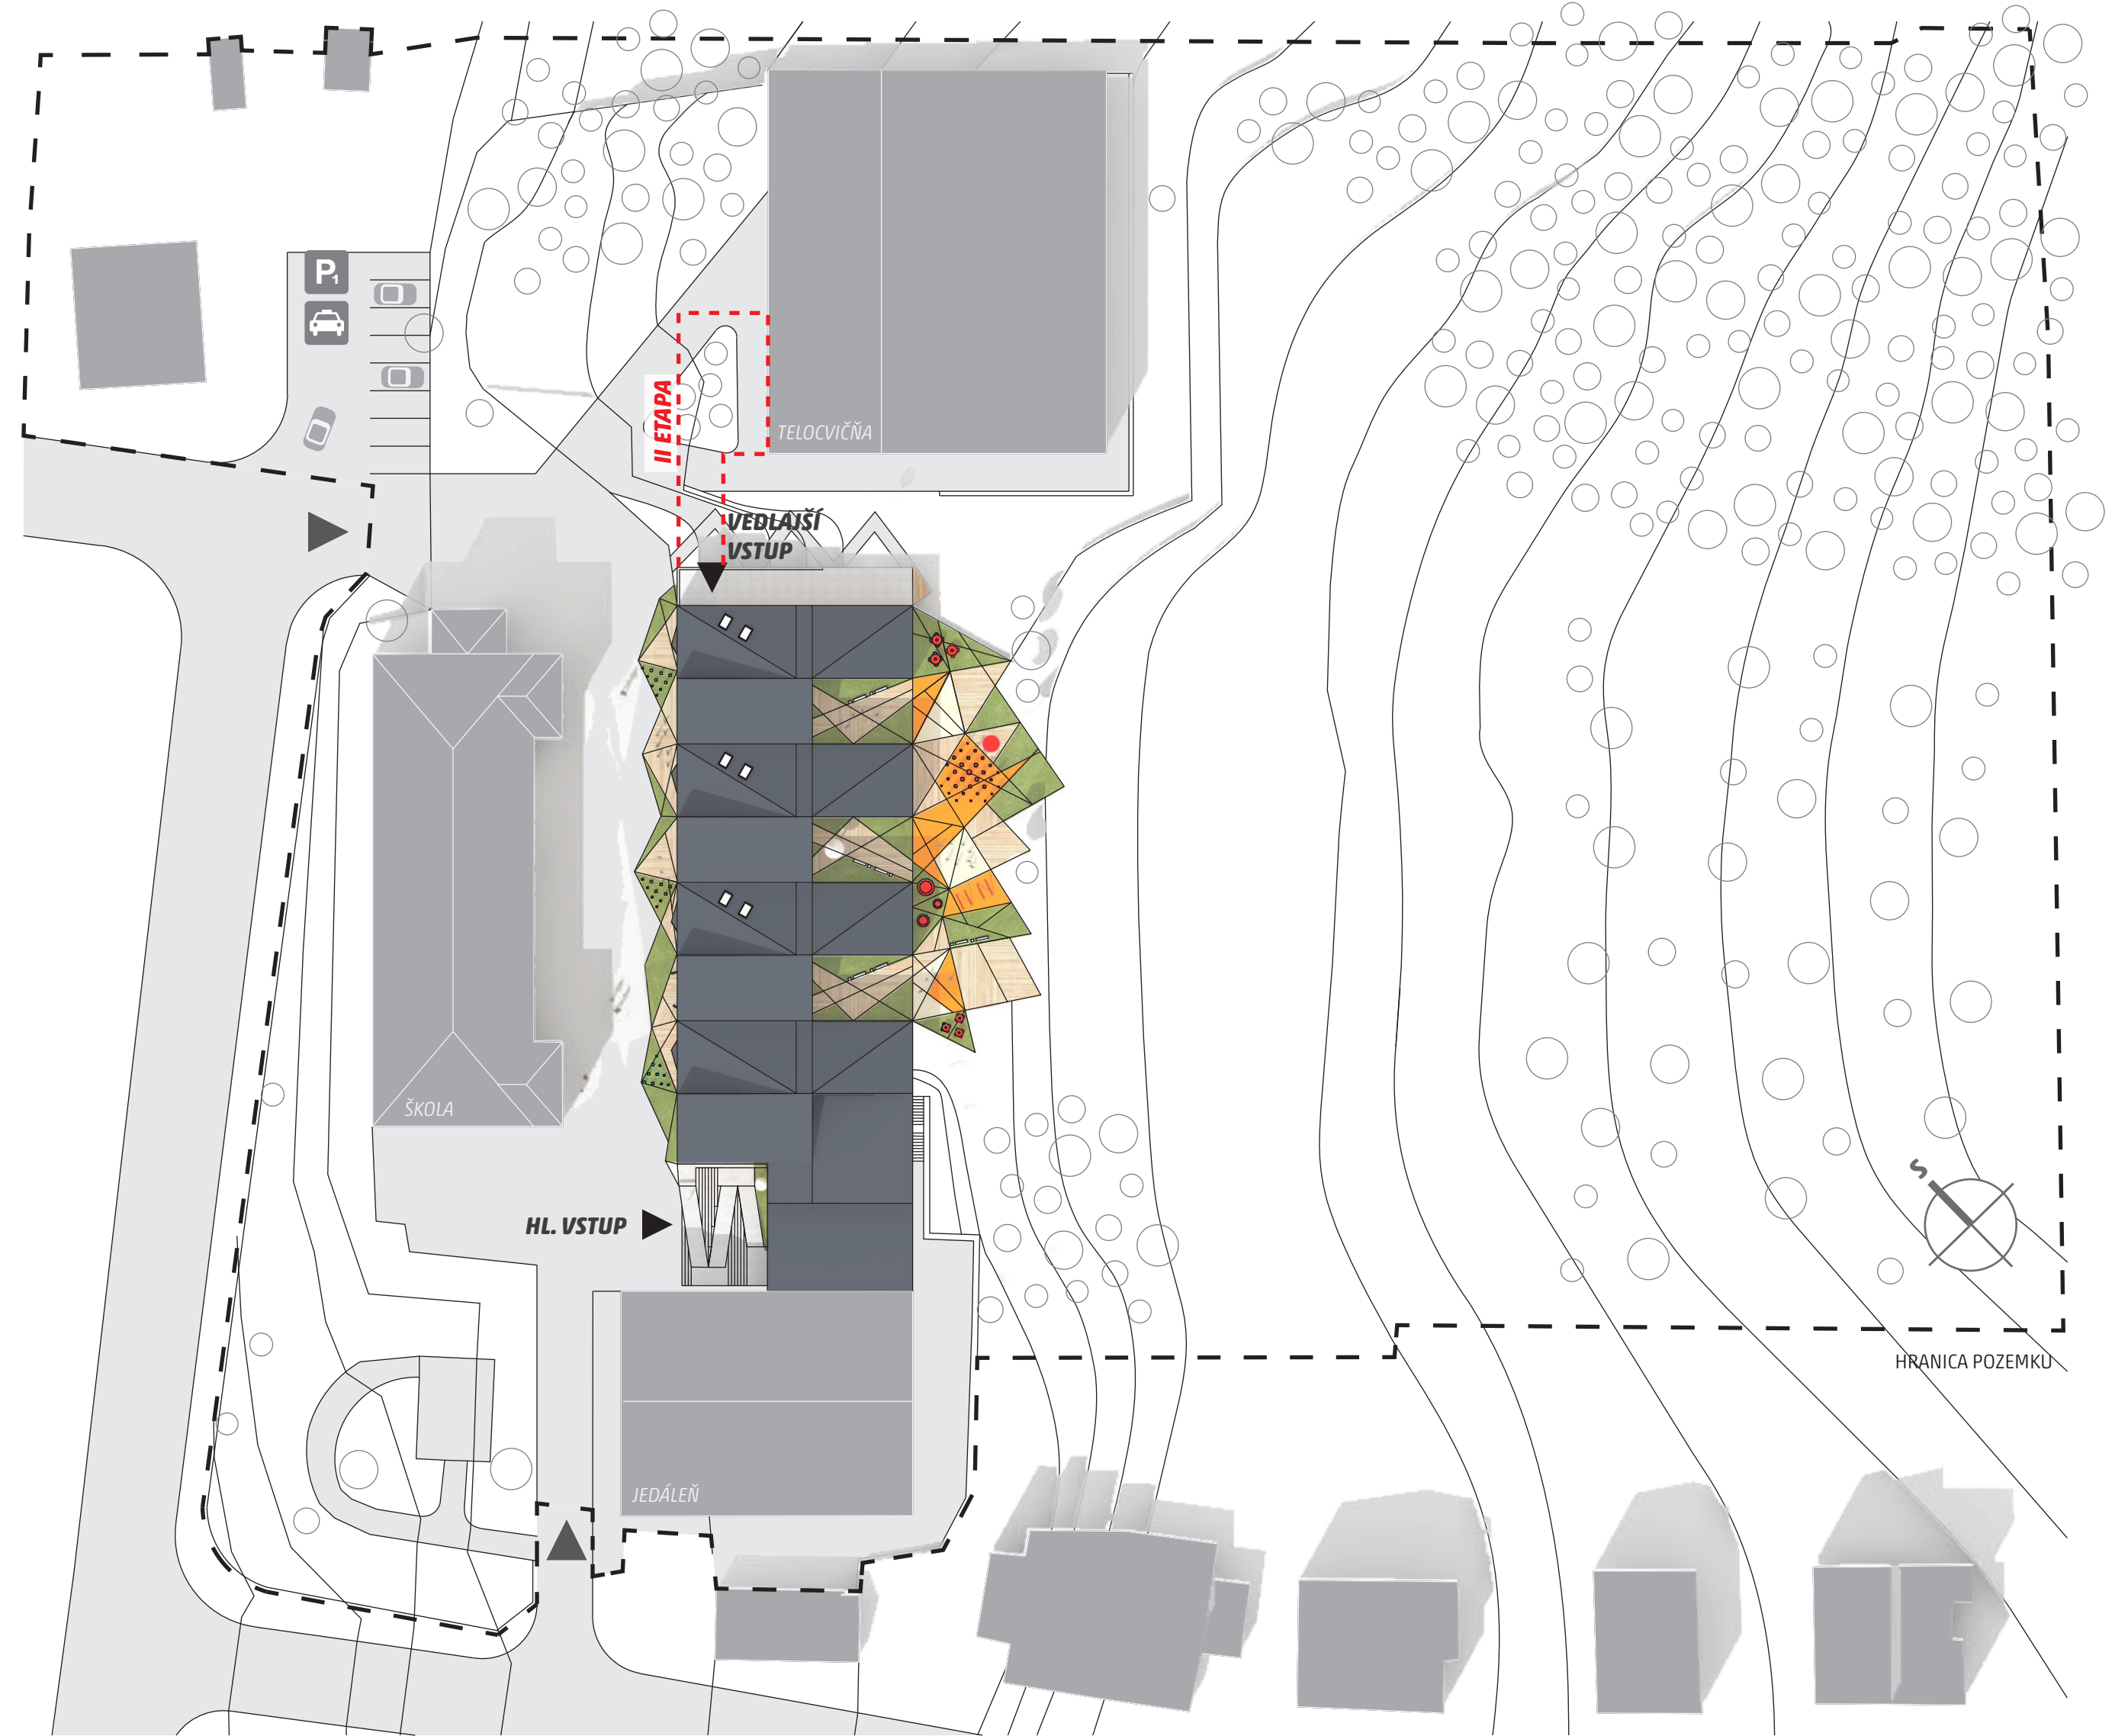 P1
TELOCVIČŇA
II ETAPA
VEDLAJŠÍ
VSTUP
ŠKOLA
HL. VSTUP
S
HRANICA POZEMKU
JEDÁLEŇ